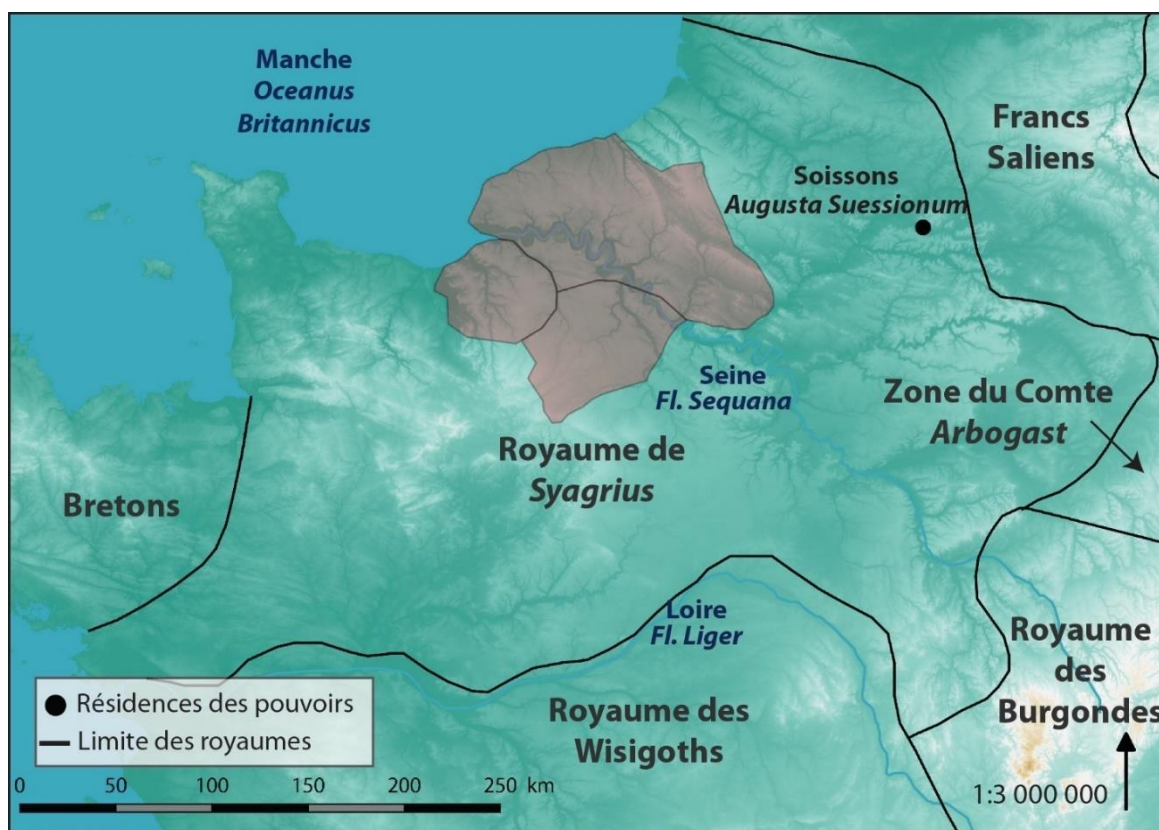 Manche
Oceanus
Britannicus
Francs
Saliens
Soissons
Augusta Suessionum
Seine
Fl. Sequana
Zone du Comte
Arbogast
Royaume de
Syagrius
Bretons
Loire
Fl. Liger
Royaume
des
Burgondes
Royaume des
Wisigoths
Résidences des pouvoirs
Limite des royaumes
0 50 100 150 200 250 km
1:3 000 000